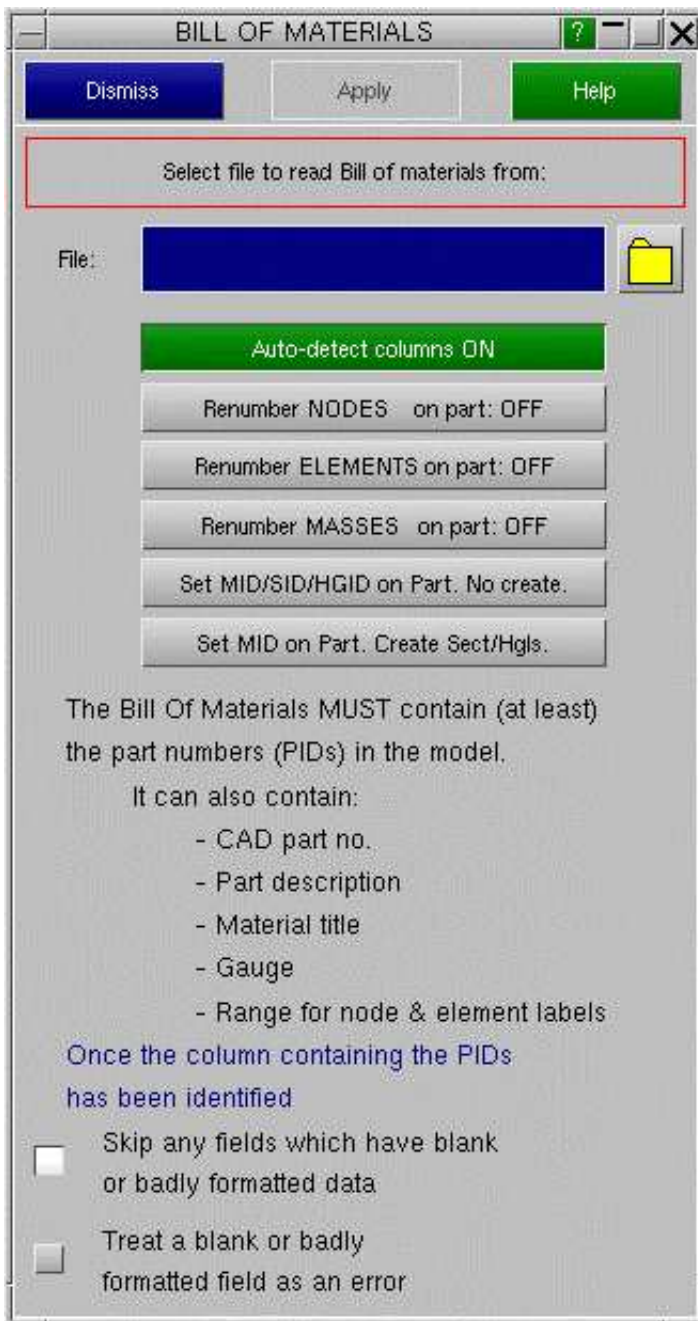 BILL OF MATERIALS
?
Dismiss
Apply
Help
Select file to read Bill of materials from:
File:
Auto-detect columns ON
Renumber NODES on part: OFF
Renumber ELEMENTS on part: OFF
Renumber MASSES on part: OFF
Set MID/SID/HGID on Part. No create.
Set MID on Part. Create Sect/Hgls.
The Bill Of Materials MUST contain (at least)
the part numbers (PIDs) in the model.
It can also contain:
- CAD part no.
- Part description
- Material title
- Gauge
- Range for node & element labels
Once the column containing the PIDs
has been identified
Skip any fields which have blank
or badly formatted data
Treat a blank or badly
formatted field as an error